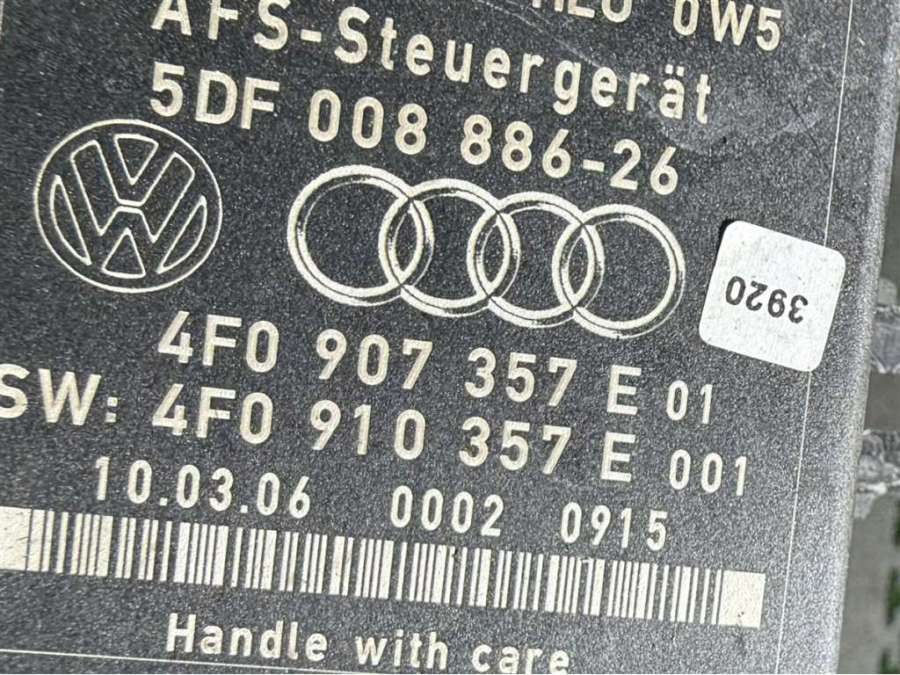 0W5
AFS-Steuergerät
5DF 008 886-26
3920
4F0 907 357 E 01
SW: 4F0 910 357 E 001
10.03.06 0002 0915
Handle with care